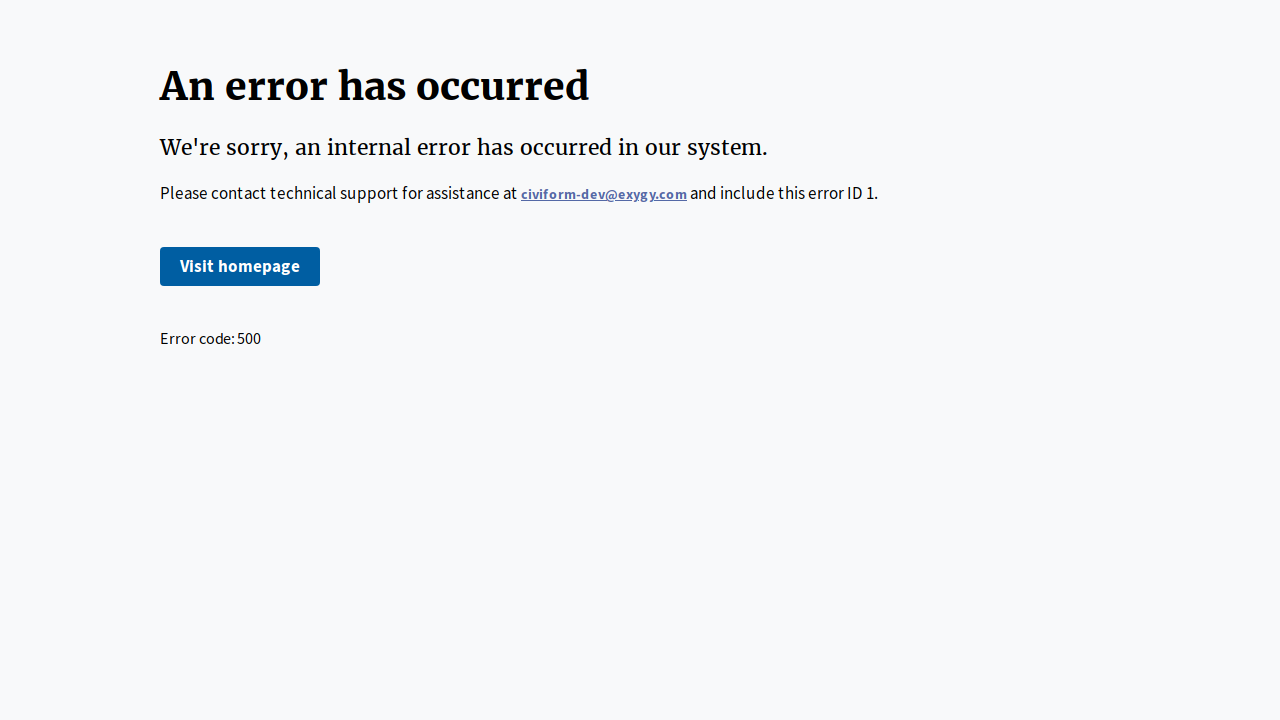 An error has occurred
We're sorry, an internal error has occurred in our system.
Please contact technical support for assistance at civiform-dev@exygy.com and include this error ID 1.
Visit homepage
Error code: 500